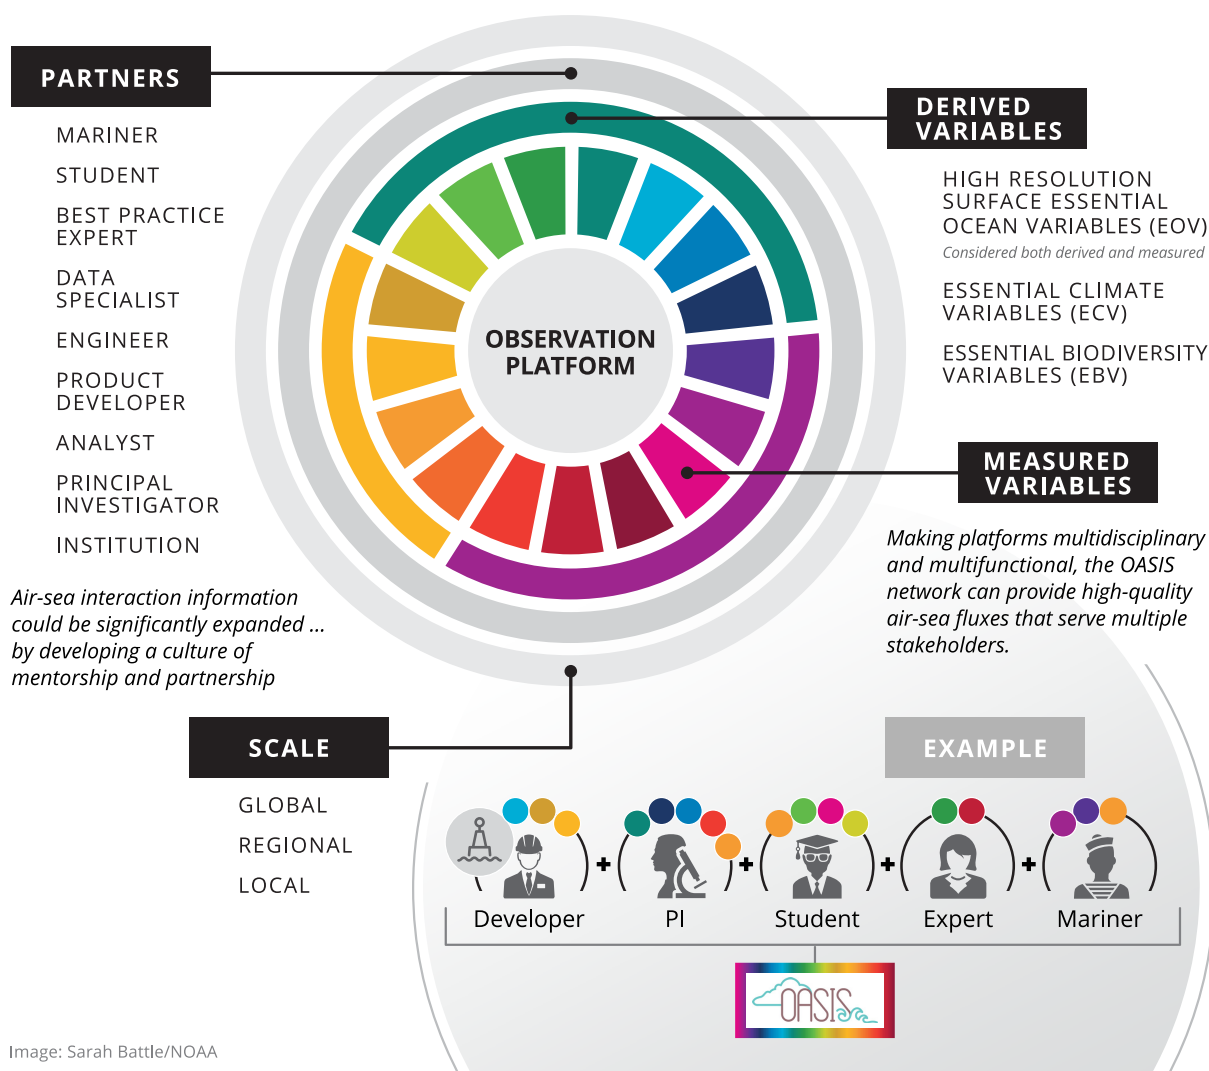 PARTNERS
MARINER
STUDENT
BEST PRACTICE
EXPERT
DATA
SPECIALIST
ENGINEER
PRODUCT
DEVELOPER
ANALYST
PRINCIPAL
INVESTIGATOR
INSTITUTION
Air-sea interaction information
could be significantly expanded ...
by developing a culture of
mentorship and partnership
OBSERVATION
PLATFORM
DERIVED
VARIABLES
HIGH RESOLUTION
SURFACE ESSENTIAL
OCEAN VARIABLES (EOV)
Considered both derived and measured
ESSENTIAL CLIMATE
VARIABLES (ECV)
ESSENTIAL BIODIVERSITY
VARIABLES (EBV)
MEASURED
VARIABLES
Making platforms multidisciplinary
and multifunctional, the OASIS
network can provide high-quality
air-sea fluxes that serve multiple
stakeholders.
SCALE
GLOBAL
REGIONAL
LOCAL
EXAMPLE
Developer + PI + Student + Expert + Mariner
OASIS
Image: Sarah Battle/NOAA